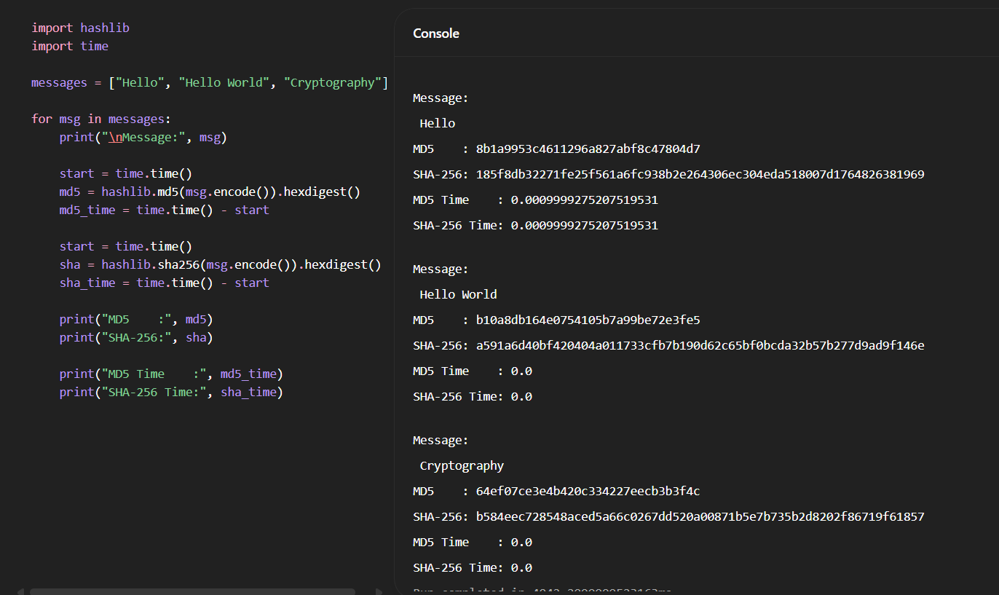 import hashlib
import time
messages = ["Hello", "Hello World", "Cryptography"]
for msg in messages:
    print("\nMessage:", msg)
    start = time.time()
    md5 = hashlib.md5(msg.encode()).hexdigest()
    md5_time = time.time() - start
    start = time.time()
    sha = hashlib.sha256(msg.encode()).hexdigest()
    sha_time = time.time() - start
    print("MD5    :", md5)
    print("SHA-256:", sha)
    print("MD5 Time    :", md5_time)
    print("SHA-256 Time:", sha_time)
Console
Message:
 Hello
MD5    : 8b1a9953c4611296a827abf8c47804d7
SHA-256: 185f8db32271fe25f561a6fc938b2e264306ec304eda518007d1764826381969
MD5 Time    : 0.0009999275207519531
SHA-256 Time: 0.0009999275207519531
Message:
 Hello World
MD5    : b10a8db164e0754105b7a99be72e3fe5
SHA-256: a591a6d40bf420404a011733cfb7b190d62c65bf0bcda32b57b277d9ad9f146e
MD5 Time    : 0.0
SHA-256 Time: 0.0
Message:
 Cryptography
MD5    : 64ef07ce3e4b420c334227eecb3b3f4c
SHA-256: b584eec728548aced5a66c0267dd520a00871b5e7b735b2d8202f86719f61857
MD5 Time    : 0.0
SHA-256 Time: 0.0
Run completed in